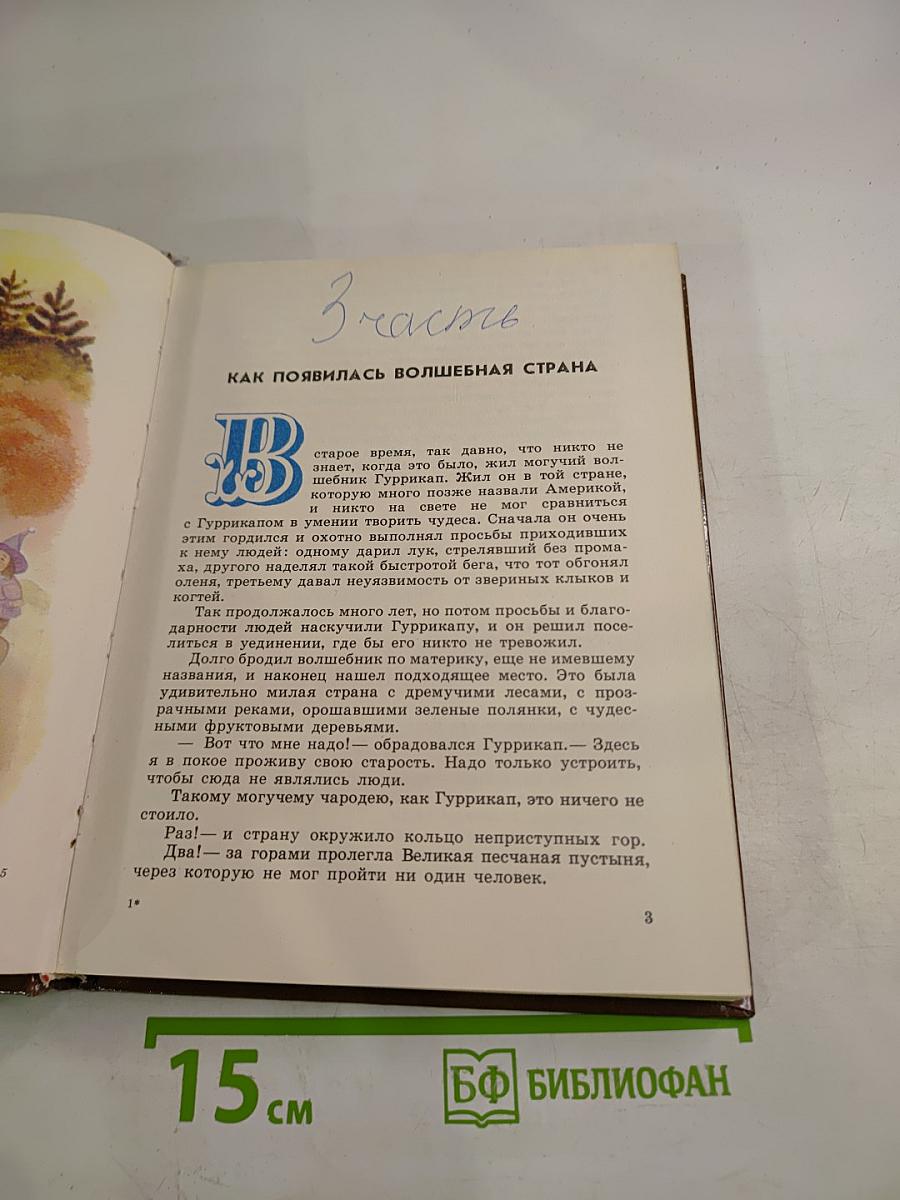 3 часть
КАК ПОЯВИЛАСЬ ВОЛШЕБНАЯ СТРАНА
В старое время, так давно, что никто не
знает, когда это было, жил могучий вол-
шебник Гуррикап. Жил он в той стране,
которую много позже назвали Америкой,
и никто на свете не мог сравниться
с Гуррикапом в умении творить чудеса. Сначала он очень
этим гордился и охотно выполнял просьбы приходивших
к нему людей: одному дарил лук, стрелявший без прома-
ха, другого наделял такой быстротой бега, что тот обгонял
оленя, третьему давал неуязвимость от звериных клыков и
когтей.
Так продолжалось много лет, но потом просьбы и благо-
дарности людей наскучили Гуррикапу, и он решил посе-
литься в уединении, где бы его никто не тревожил.
Долго бродил волшебник по материку, еще не имевшему
названия, и наконец нашел подходящее место. Это была
удивительно милая страна с дремучими лесами, с проз-
рачными реками, орошавшими зеленые полянки, с чудес-
ными фруктовыми деревьями.
— Вот что мне надо!— обрадовался Гуррикап.— Здесь
я в покое проживу свою старость. Надо только устроить,
чтобы сюда не являлись люди.
Такому могучему чародею, как Гуррикап, это ничего не
стоило.
Раз!— и страну окружило кольцо неприступных гор.
Два!— за горами пролегла Великая песчаная пустыня,
через которую не мог пройти ни один человек.
1*
3
5
15 см
БФ БИБЛИОФАН